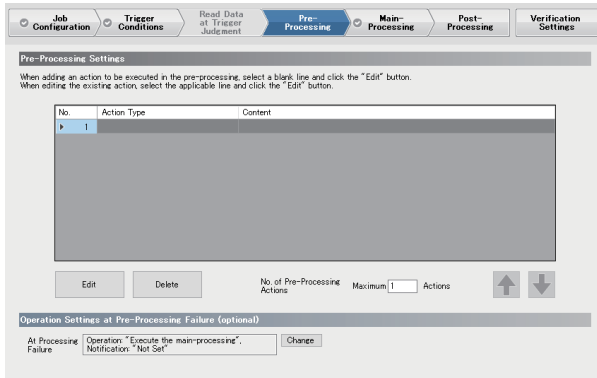 Job
Configuration
Trigger
Conditions
Read Data
at Trigger
Judgment
Pre-
Processing
Main-
Processing
Post-
Processing
Verification
Settings
Pre-Processing Settings
When adding an action to be executed in the pre-processing, select a blank line and click the "Edit" button.
When editing the existing action, select the applicable line and click the "Edit" button.
No. Action Type Content
1
Edit Delete No. of Pre-Processing
Actions Maximum 1 Actions
Operation Settings at Pre-Processing Failure (optional)
At Processing
Failure
Operation: "Execute the main-processing",
Notification: "Not Set"
Change